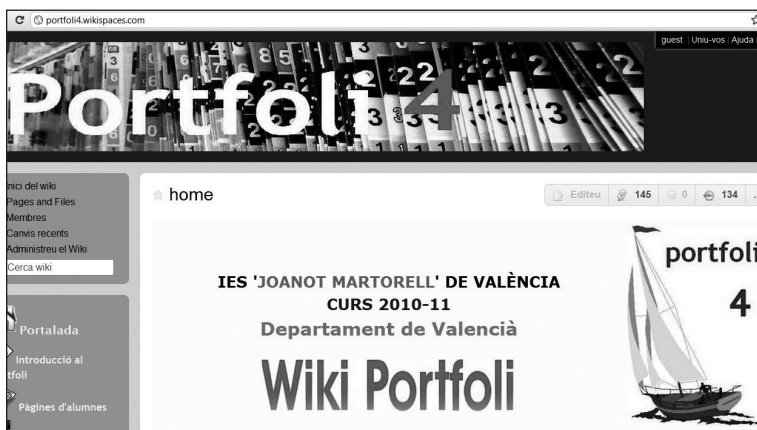 portfoli4.wikispaces.com
guest | Uniu-vos | Ajuda
Portfoli 4
nici del wiki
Pages and Files
Membres
Canvis recents
Administreu el Wiki
Cerca wiki
Portalada
Introducció al
tfoli
Pàgines d'alumnes
home
Editeu 145 0 134 ..
IES 'JOANOT MARTORELL' DE VALÈNCIA
CURS 2010-11
Departament de Valencià
Wiki Portfoli
portfoli
4